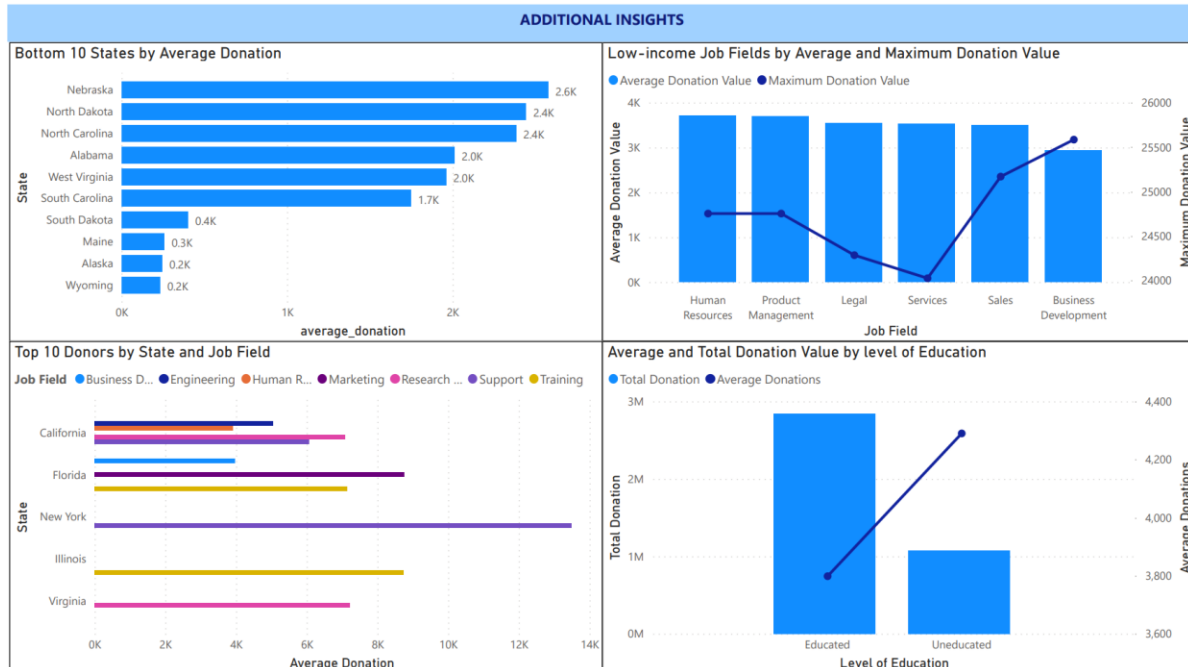 ADDITIONAL INSIGHTS
Bottom 10 States by Average Donation
State
Nebraska
2.6K
North Dakota
2.4K
North Carolina
2.4K
Alabama
2.0K
West Virginia
2.0K
South Carolina
1.7K
South Dakota
0.4K
Maine
0.3K
Alaska
0.2K
Wyoming
0.2K
0K 1K 2K
average_donation
Low-income Job Fields by Average and Maximum Donation Value
Average Donation Value Maximum Donation Value
Average Donation Value
4K
3K
2K
1K
0K
26000
25500
25000
24500
24000
Maximum Donation Value
Human
Resources
Product
Management
Legal
Services
Sales
Business
Development
Job Field
Top 10 Donors by State and Job Field
Job Field Business D... Engineering Human R... Marketing Research ... Support Training
State
California
Florida
New York
Illinois
Virginia
0K 2K 4K 6K 8K 10K 12K 14K
Average Donation
Average and Total Donation Value by level of Education
Total Donation Average Donations
Total Donation
3M
2M
1M
0M
4,400
4,200
4,000
3,800
3,600
Average Donations
Educated Uneducated
Level of Education